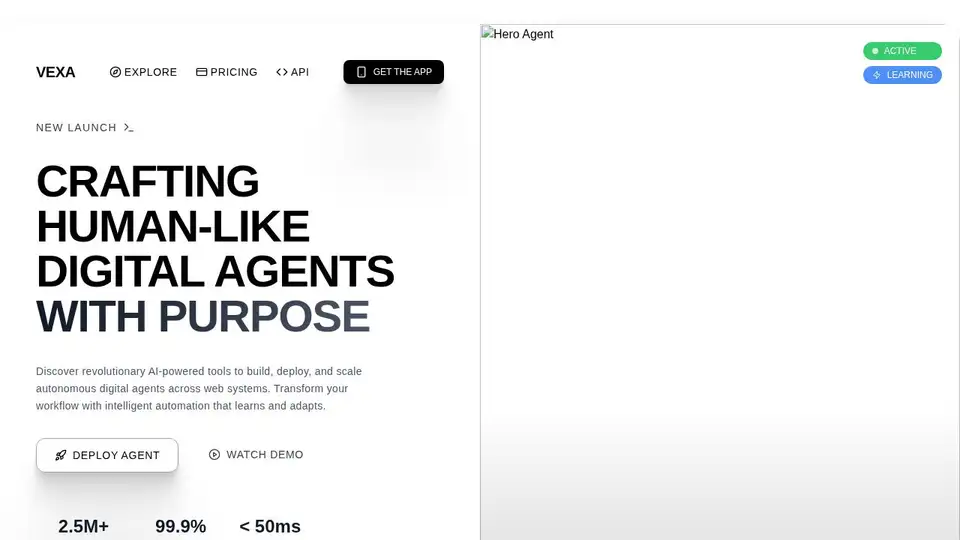 VEXA
EXPLORE
PRICING
API
GET THE APP
NEW LAUNCH
CRAFTING
HUMAN-LIKE
DIGITAL AGENTS
WITH PURPOSE
Discover revolutionary AI-powered tools to build, deploy, and scale
autonomous digital agents across web systems. Transform your
workflow with intelligent automation that learns and adapts.
DEPLOY AGENT
WATCH DEMO
2.5M+
99.9%
< 50ms
Hero Agent
ACTIVE
LEARNING